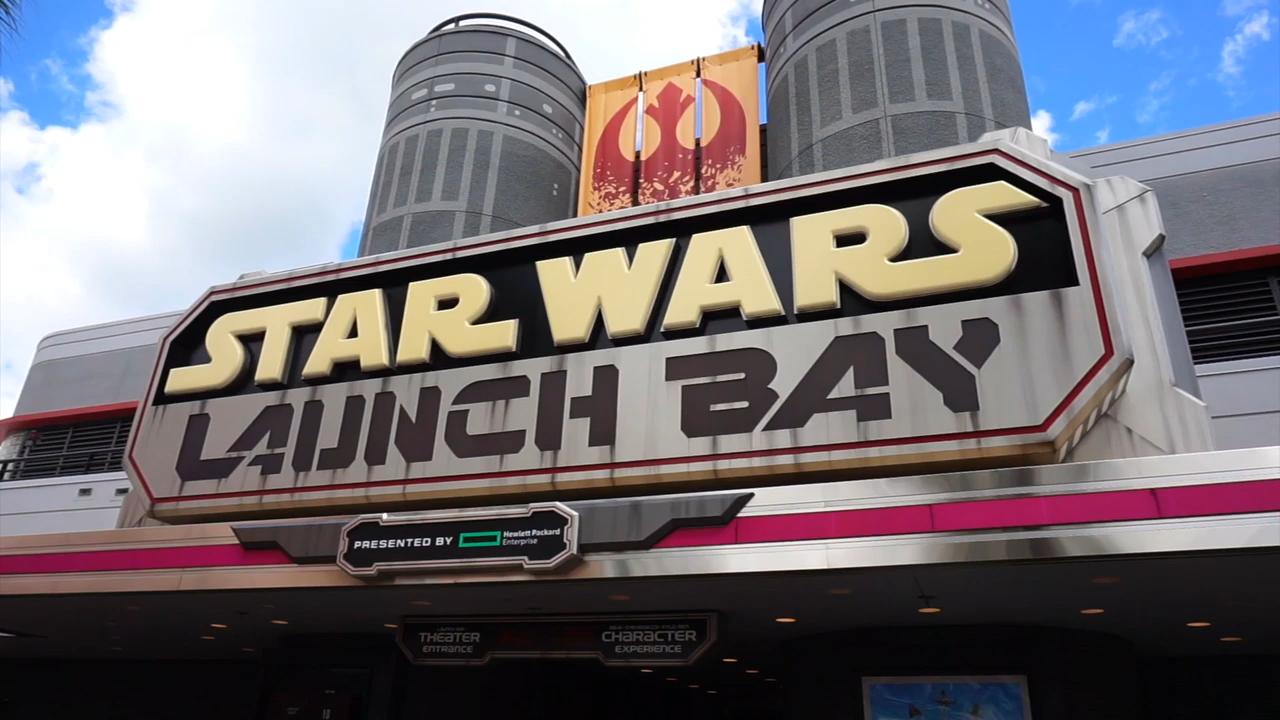 STAR WARS
LAUNCH BAY
PRESENTED BY Hewlett Packard
Enterprise
THEATER
ENTRANCE
CHARACTER
EXPERIENCE